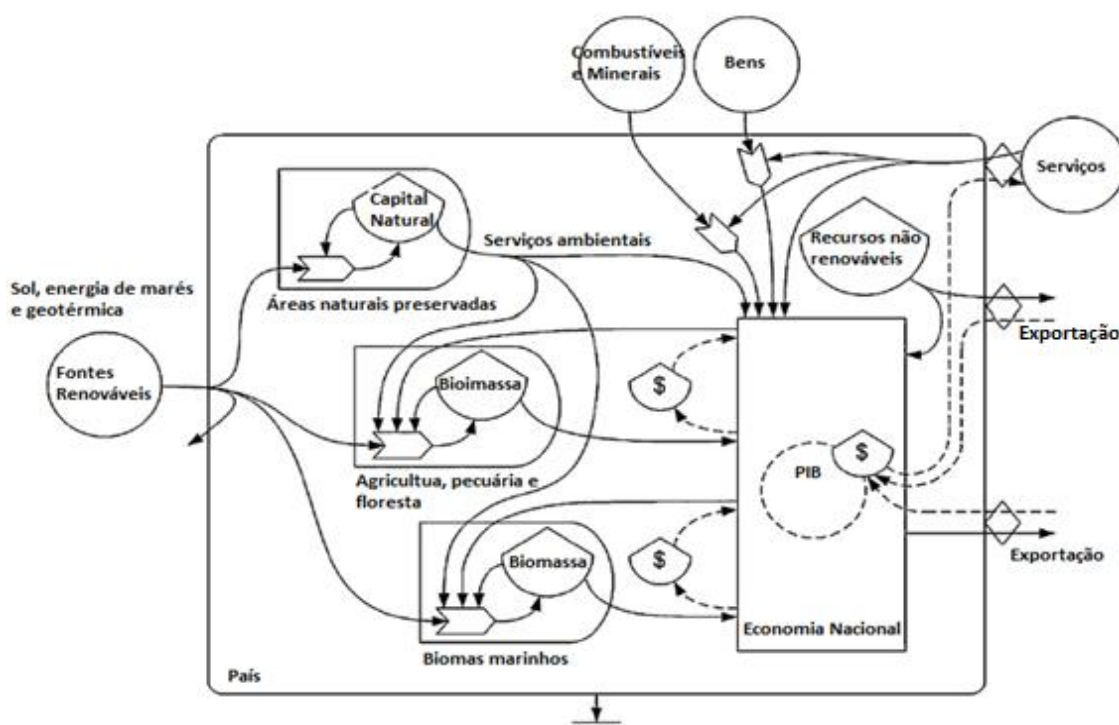 Combustíveis
e Minerais
Bens
Serviços
Capital
Natural
Serviços ambientais
Recursos não
renováveis
Áreas naturais preservadas
Sol, energia de marés
e geotérmica
Fontes
Renováveis
Exportação
Bioimassa
$
Agricultua, pecuária e
floresta
PIB
$
Biomassa
$
Exportação
Economia Nacional
Biomas marinhos
País